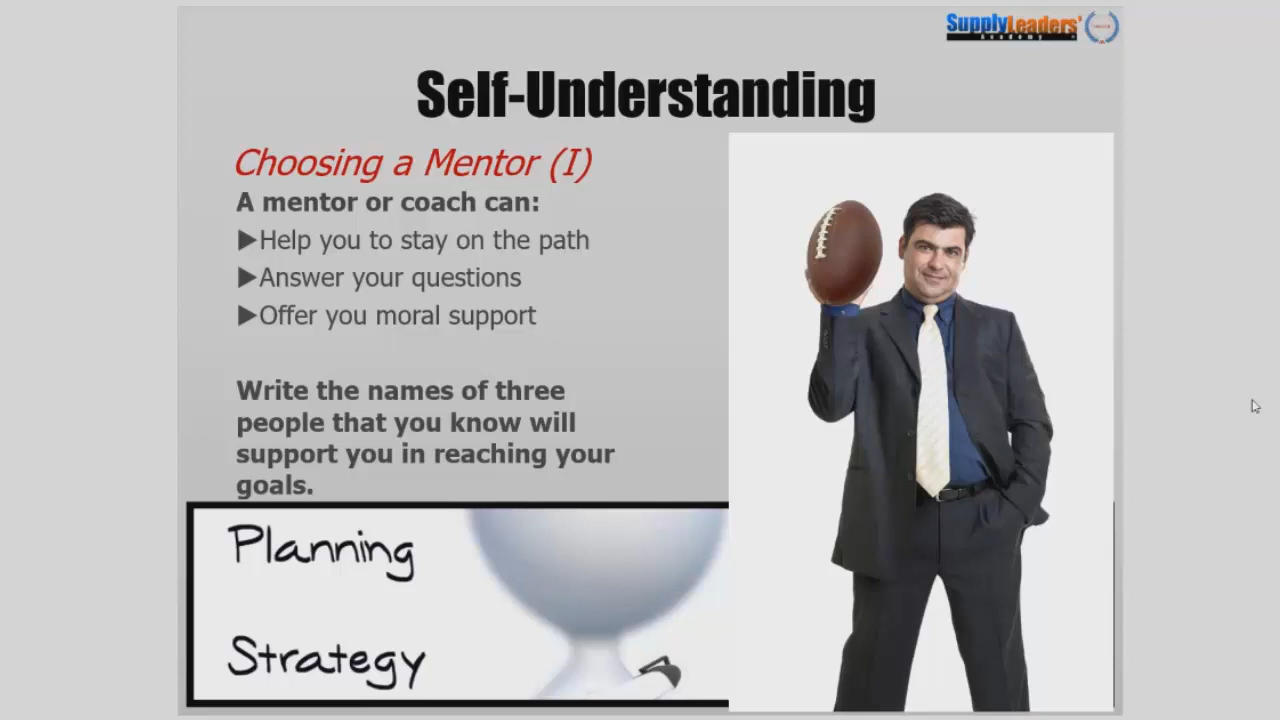 SupplyLeaders'
Academy
Self-Understanding
Choosing a Mentor (I)
A mentor or coach can:
▶Help you to stay on the path
▶Answer your questions
▶Offer you moral support
Write the names of three
people that you know will
support you in reaching your
goals.
Planning
Strategy